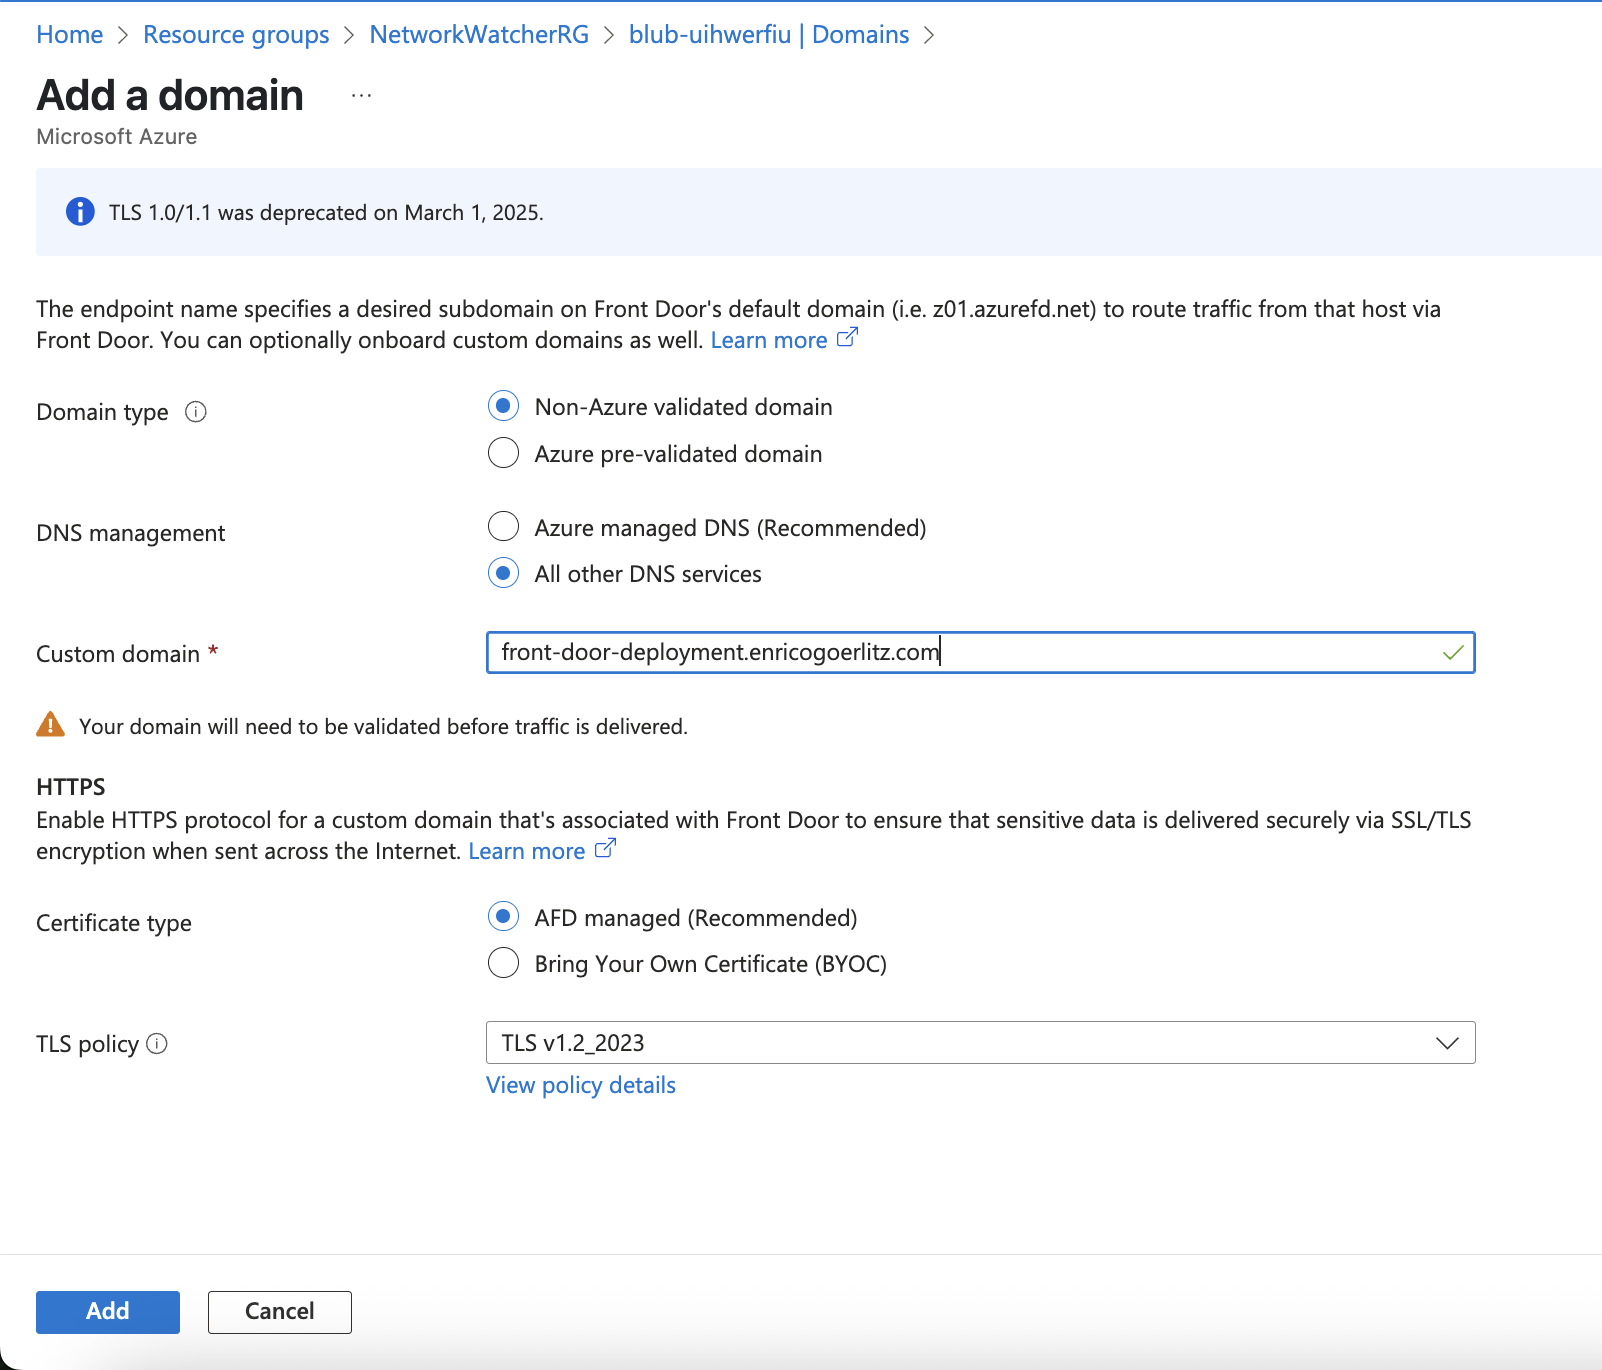 Home > Resource groups > NetworkWatcherRG > blub-uihwerfiu | Domains >
Add a domain ...
Microsoft Azure
TLS 1.0/1.1 was deprecated on March 1, 2025.
The endpoint name specifies a desired subdomain on Front Door's default domain (i.e. z01.azurefd.net) to route traffic from that host via
Front Door. You can optionally onboard custom domains as well. Learn more
Domain type
Non-Azure validated domain
Azure pre-validated domain
DNS management
Azure managed DNS (Recommended)
All other DNS services
Custom domain *
front-door-deployment.enricogoerlitz.com
Your domain will need to be validated before traffic is delivered.
HTTPS
Enable HTTPS protocol for a custom domain that's associated with Front Door to ensure that sensitive data is delivered securely via SSL/TLS
encryption when sent across the Internet. Learn more
Certificate type
AFD managed (Recommended)
Bring Your Own Certificate (BYOC)
TLS policy
TLS v1.2_2023
View policy details
Add
Cancel